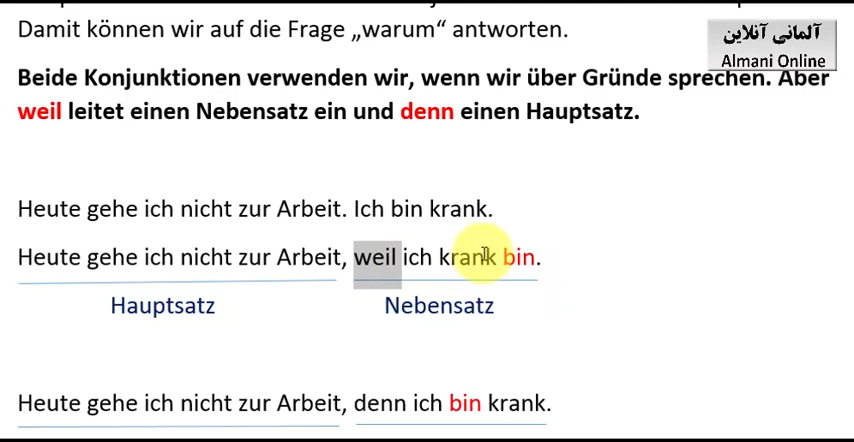 Damit können wir auf die Frage „warum“ antworten.
آلمانی آنلاین
Almani Online
Beide Konjunktionen verwenden wir, wenn wir über Gründe sprechen. Aber
weil leitet einen Nebensatz ein und denn einen Hauptsatz.
Heute gehe ich nicht zur Arbeit. Ich bin krank.
Heute gehe ich nicht zur Arbeit, weil ich krank bin.
Hauptsatz Nebensatz
Heute gehe ich nicht zur Arbeit, denn ich bin krank.